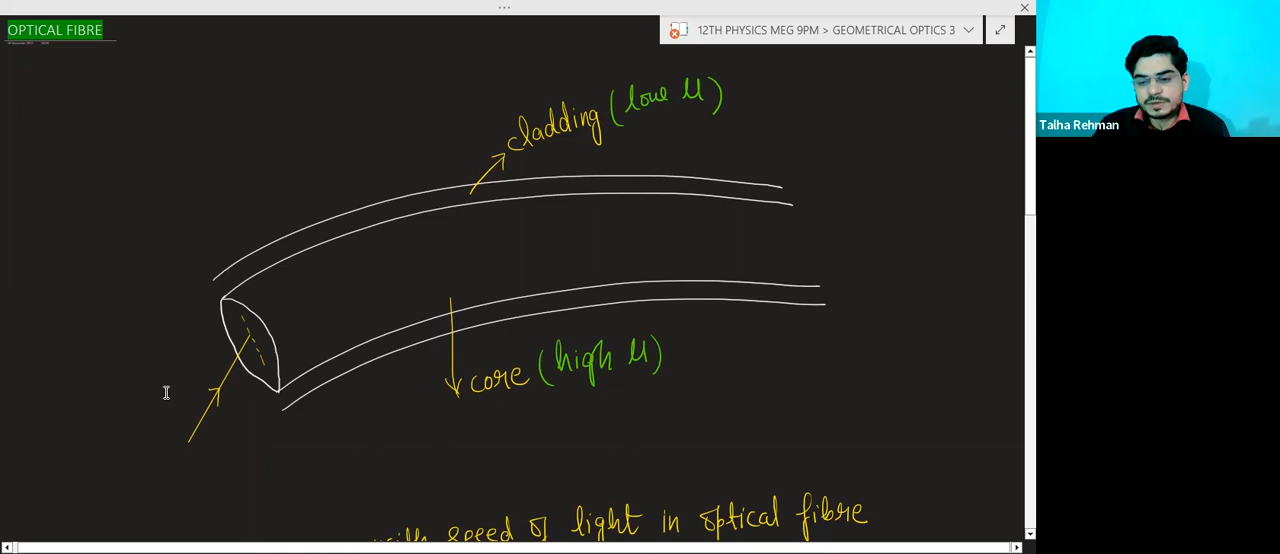 OPTICAL FIBRE
12TH PHYSICS MEG 9PM > GEOMETRICAL OPTICS 3
cladding (low μ)
Talha Rehman
core (high μ)
with speed of light in optical fibre